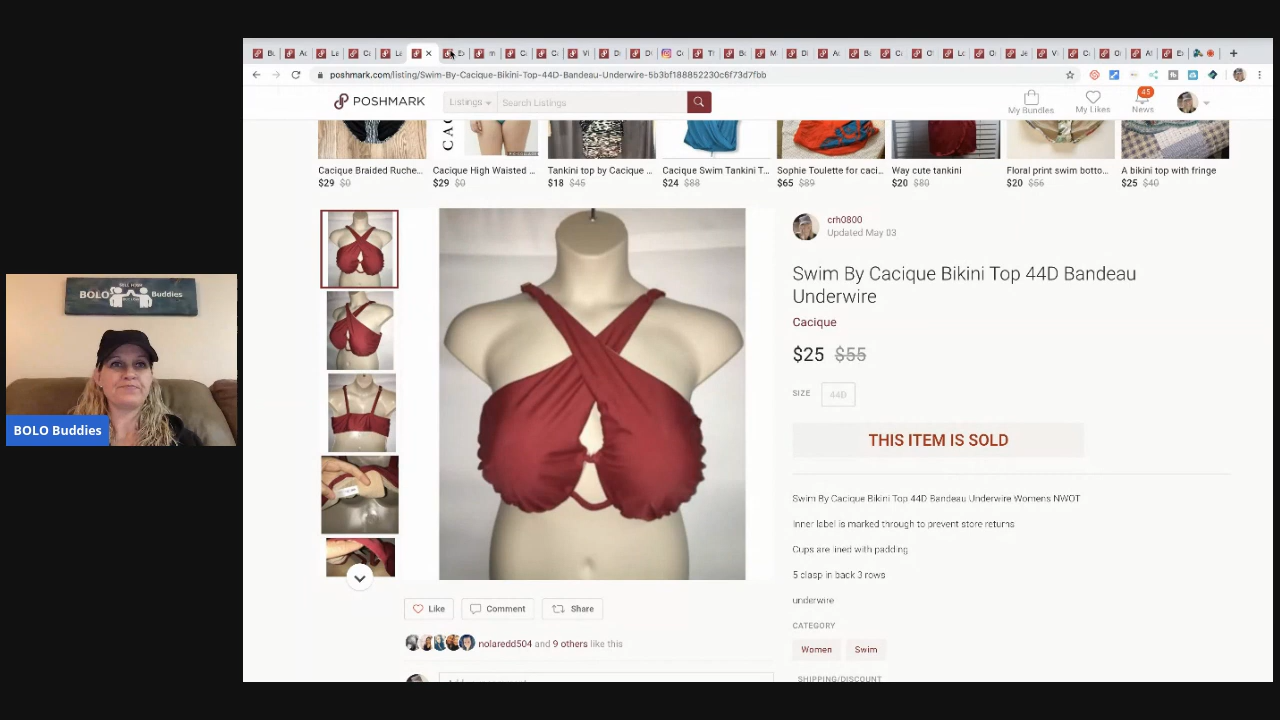 poshmark.com/listing/Swim-By-Cacique-Bikini-Top-44D-Bandeau-Underwire-5b3bf188852230c6f73d7fbb
POSHMARK
Listings
Search Listings
My Bundles
My Likes
45
News
Cacique Braided Ruche...
$29 $0
Cacique High Waisted ...
$29 $0
Tankini top by Cacique ...
$18 $45
Cacique Swim Tankini T...
$24 $88
Sophie Toulette for caci...
$65 $89
Way cute tankini
$20 $80
Floral print swim botto...
$20 $56
A bikini top with fringe
$25 $40
crh0800
Updated May 03
Swim By Cacique Bikini Top 44D Bandeau
Underwire
Cacique
$25 $55
SIZE
44D
THIS ITEM IS SOLD
Swim By Cacique Bikini Top 44D Bandeau Underwire Womens NWOT
Inner label is marked through to prevent store returns
Cups are lined with padding
5 clasp in back 3 rows
underwire
CATEGORY
Women
Swim
SHIPPING/DISCOUNT
Like
Comment
Share
nolaredd504 and 9 others like this
BOLO Buddies
BOLO Buddies